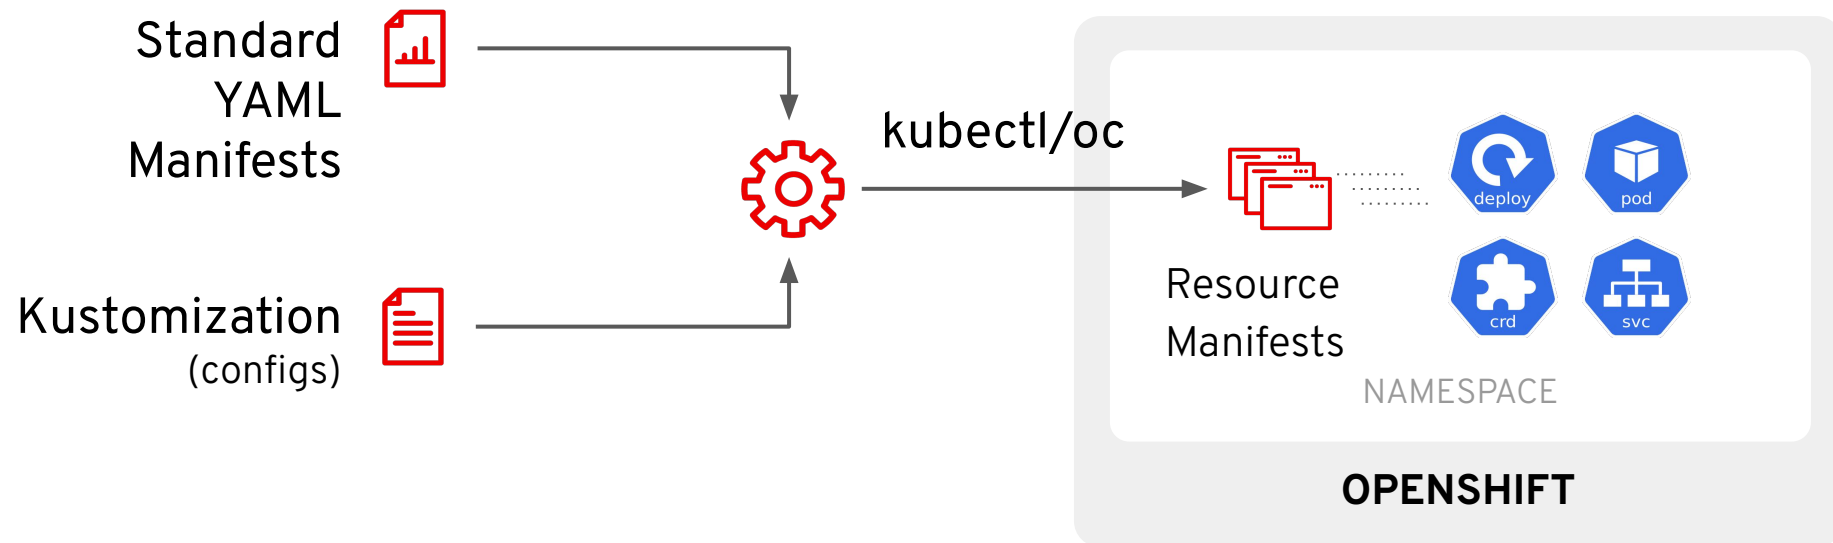 Standard
YAML
Manifests
Kustomization
(configs)
kubectl/oc
Resource
Manifests
deploy
pod
crd
svc
NAMESPACE
OPENSHIFT